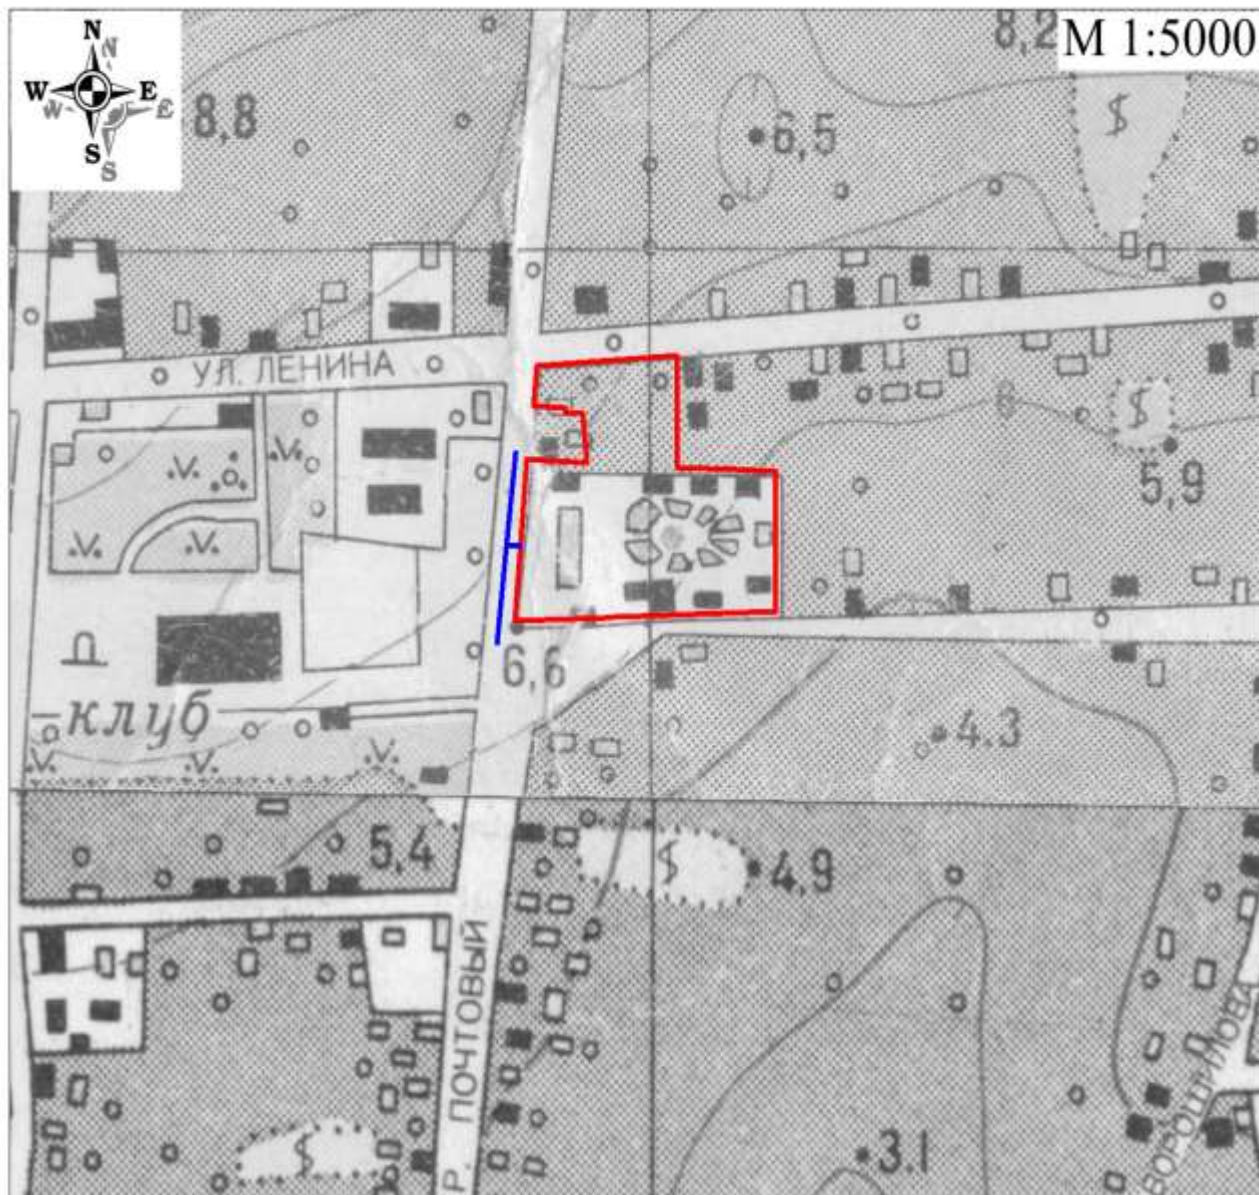 N
N
W E
W E
S
S
8,2
М 1:5000
8,8
6,5
УЛ. ЛЕНИНА
5,9
П
6,6
клуб
4.3
5,4
4,9
Р. ПОЧТОВЫЙ
ВОРОШИЛОВА
3.1